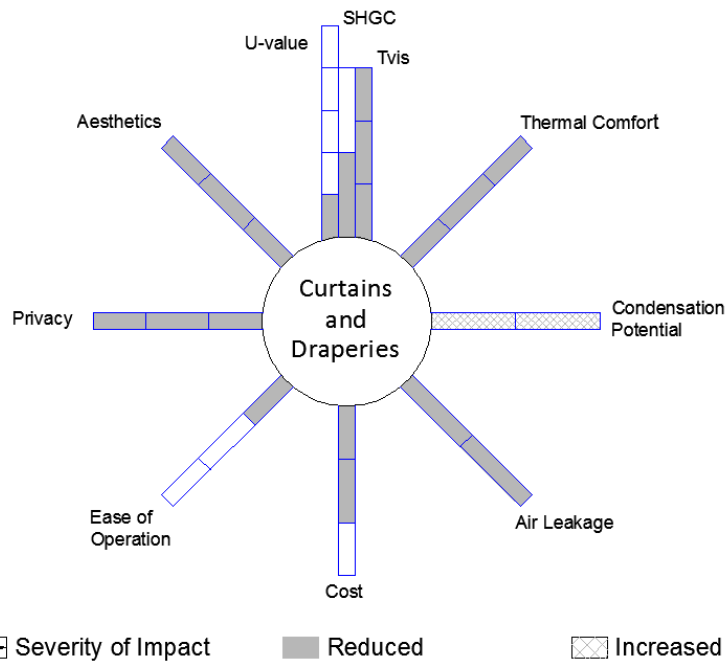 SHGC
U-value
Tvis
Aesthetics
Thermal Comfort
Curtains
and
Draperies
Privacy
Condensation
Potential
Ease of
Operation
Air Leakage
Cost
Severity of Impact
Reduced
Increased